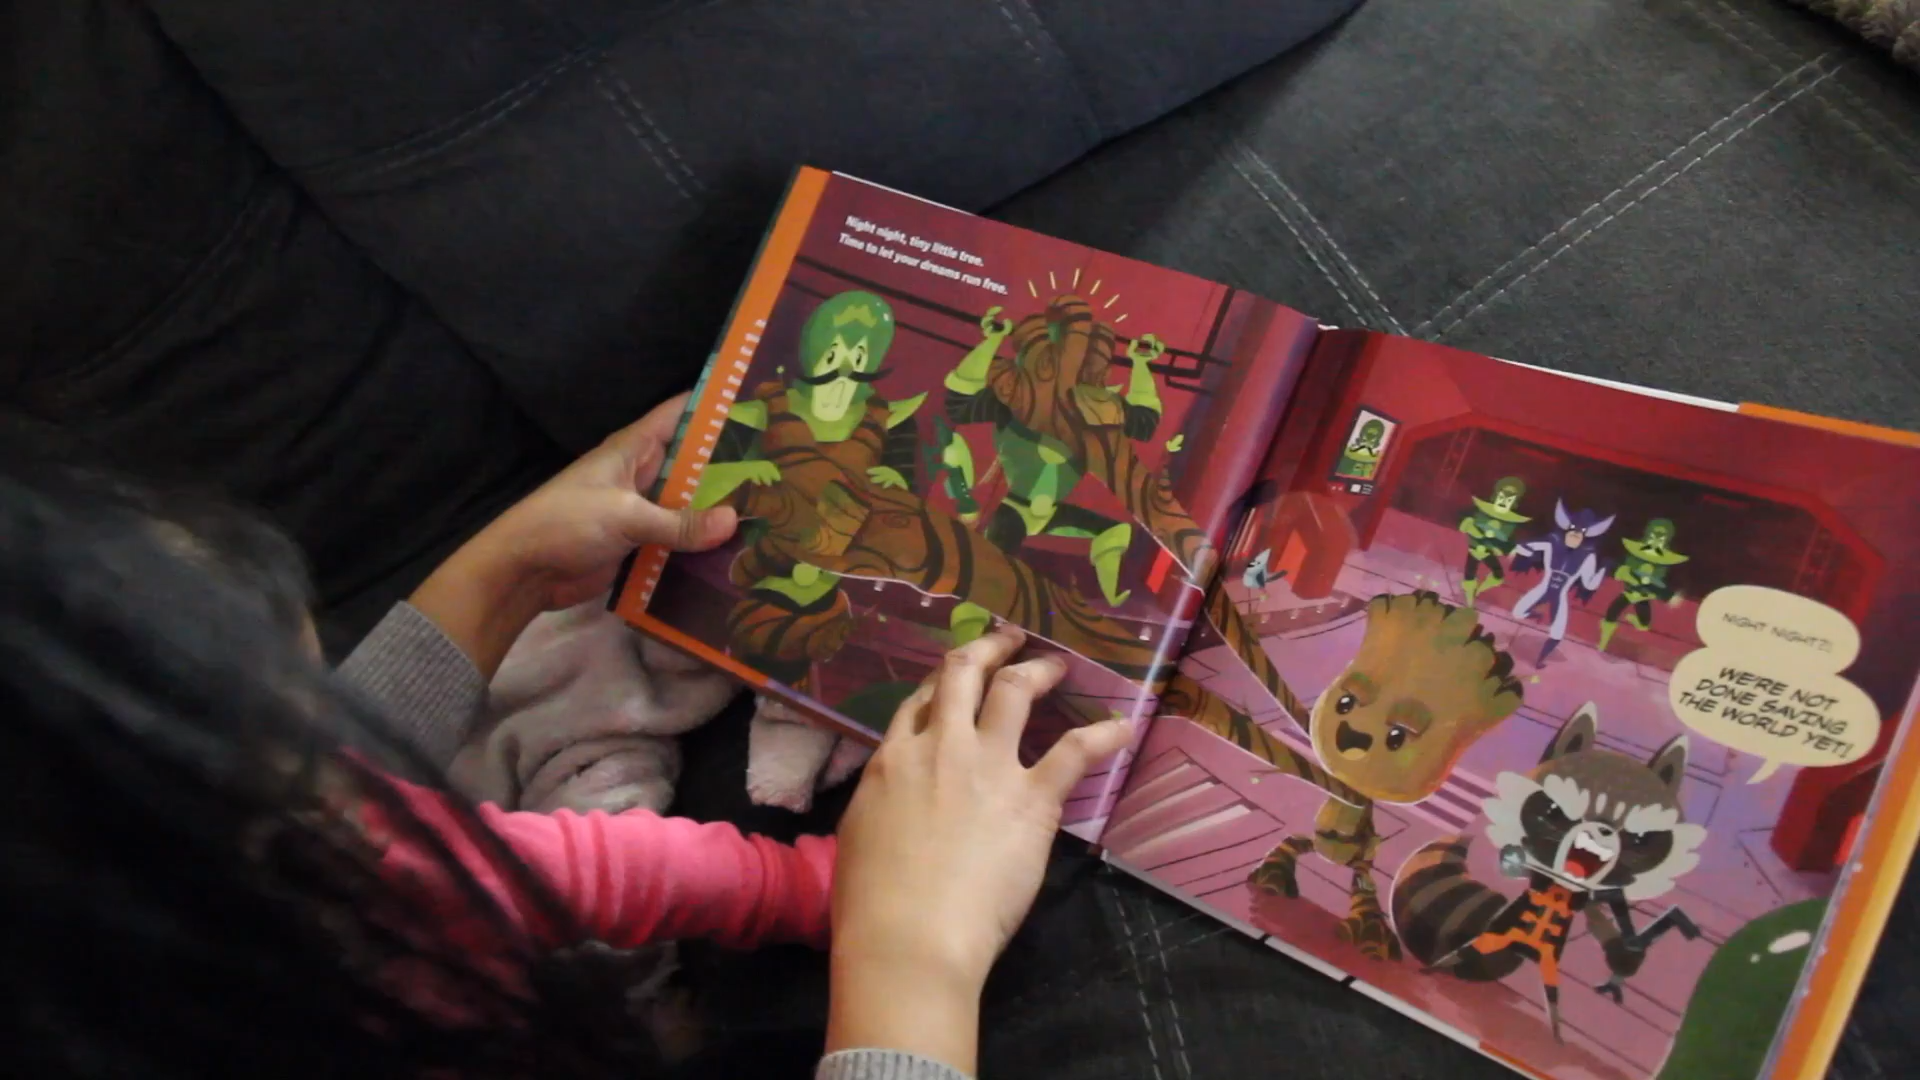 Night night, tiny little tree.
Time to let your dreams run free.
NIGHT NIGHT?!
WE'RE NOT
DONE SAVING
THE WORLD YET!